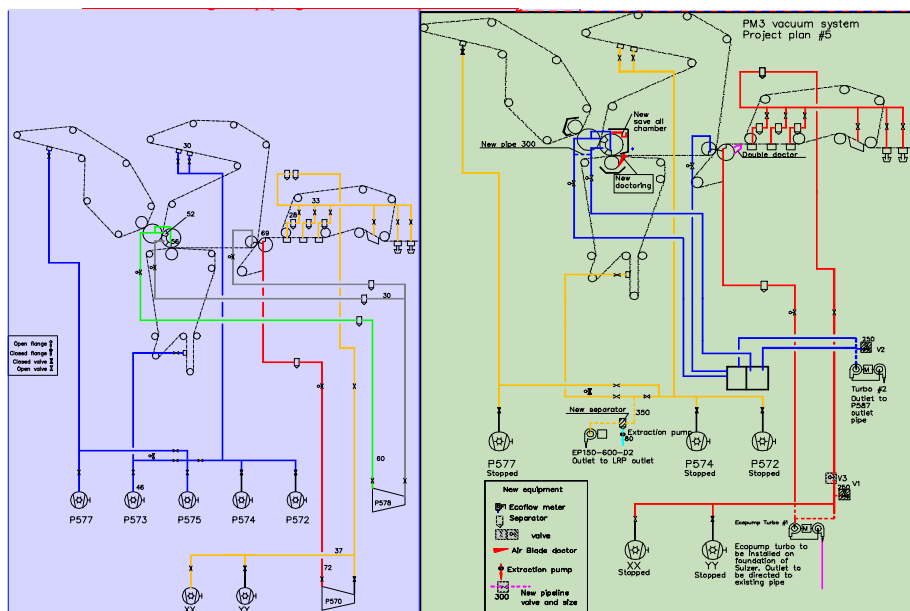 30
52
56
69
28
33
30
Open flange
Closed flange
Closed valve
Open valve
60
46
P577
P573
P575
P574
P572
P578
37
72
XX
YY
P570
PM3 vacuum system
Project plan #5
New
save all
chamber
New pipe 300
Double doctor
New
doctoring
250
V2
Turbo #2
Outlet to
P587
outlet
pipe
New separator
350
Extraction pump
80
EP150-600-D2
Outlet to LRP outlet
P577
Stopped
P574
Stopped
P572
Stopped
V3
V1
250
New equipment
Ecoflow meter
Separator
valve
Air Blade doctor
Extraction pump
300
New pipeline
valve and size
XX
Stopped
YY
Stopped
Ecopump Turbo #1
Ecopump turbo to
be installed on
foundation of
Sulzer. Outlet to
be directed to
existing pipe